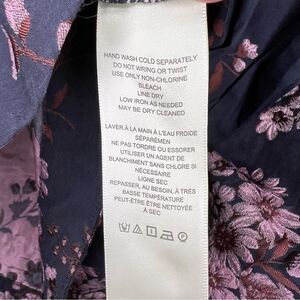 HAND WASH COLD SEPARATELY
DO NOT WRING OR TWIST
USE ONLY NON-CHLORINE
BLEACH
LINE DRY
LOW IRON AS NEEDED
MAY BE DRY CLEANED
LAVER À LA MAIN À L'EAU FROIDE
SÉPARÉMEN
NE PAS TORDRE OU ESSORER
UTILISER UN AGENT DE
BLANCHIMENT SANS CHLORE SI
NÉCESSAIRE
LIGNE SEC
REPASSER, AU BESOIN, À TRÈS
BASSE TEMPÉRATURE
PEUT-ÊTRE ÊTRE NETTOYÉE
À SEC